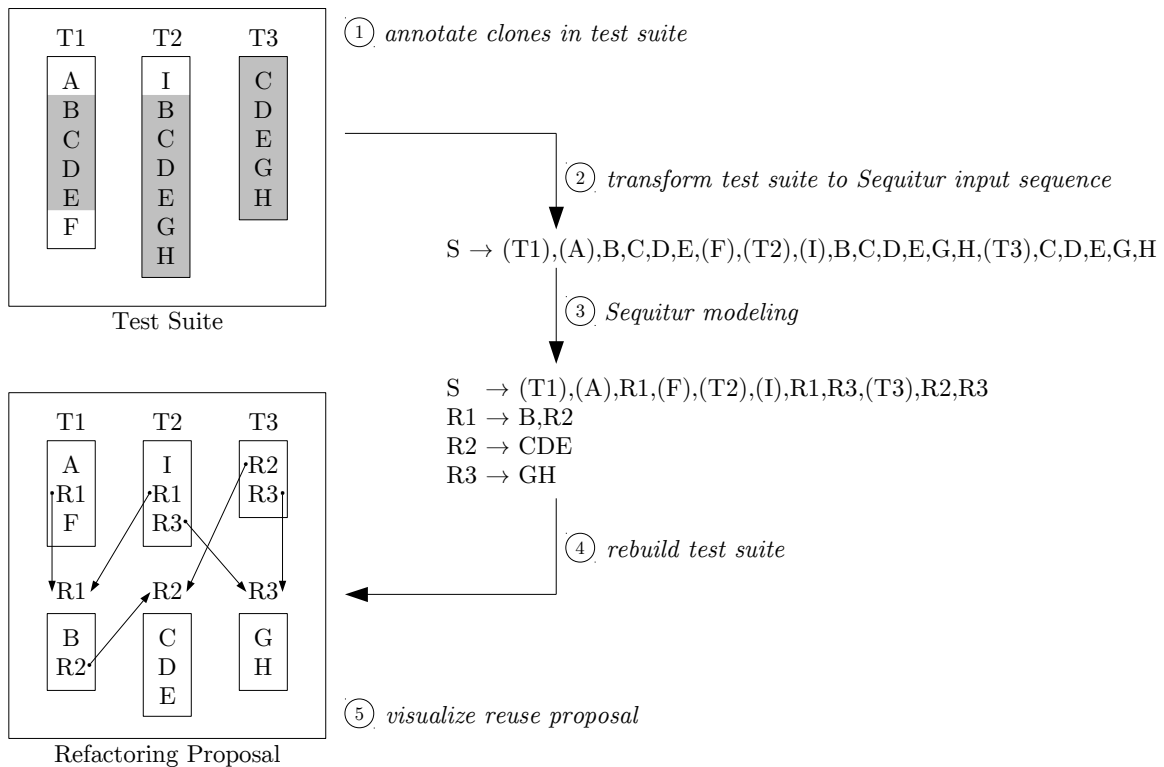 T1 T2 T3
A I C
B B D
C C E
D D G
E E H
F G
H
Test Suite
1 annotate clones in test suite
2 transform test suite to Sequitur input sequence
S → (T1),(A),B,C,D,E,(F),(T2),(I),B,C,D,E,G,H,(T3),C,D,E,G,H
3 Sequitur modeling
S → (T1),(A),R1,(F),(T2),(I),R1,R3,(T3),R2,R3
R1 → B,R2
R2 → CDE
R3 → GH
4 rebuild test suite
T1 T2 T3
A I R2
R1 R1 R3
F R3
R1 R2 R3
B C G
R2 D H
E
5 visualize reuse proposal
Refactoring Proposal